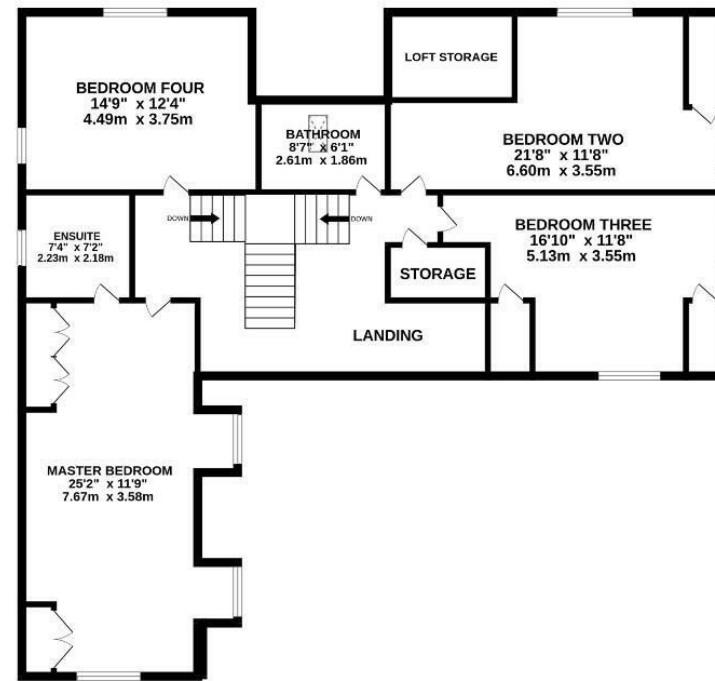 BEDROOM FOUR
14'9" x 12'4"
4.49m x 3.75m
LOFT STORAGE
BATHROOM
8'7" x 6'1"
2.61m x 1.86m
BEDROOM TWO
21'8" x 11'8"
6.60m x 3.55m
DOWN
DOWN
ENSUITE
7'4" x 7'2"
2.23m x 2.18m
BEDROOM THREE
16'10" x 11'8"
5.13m x 3.55m
STORAGE
LANDING
MASTER BEDROOM
25'2" x 11'9"
7.67m x 3.58m